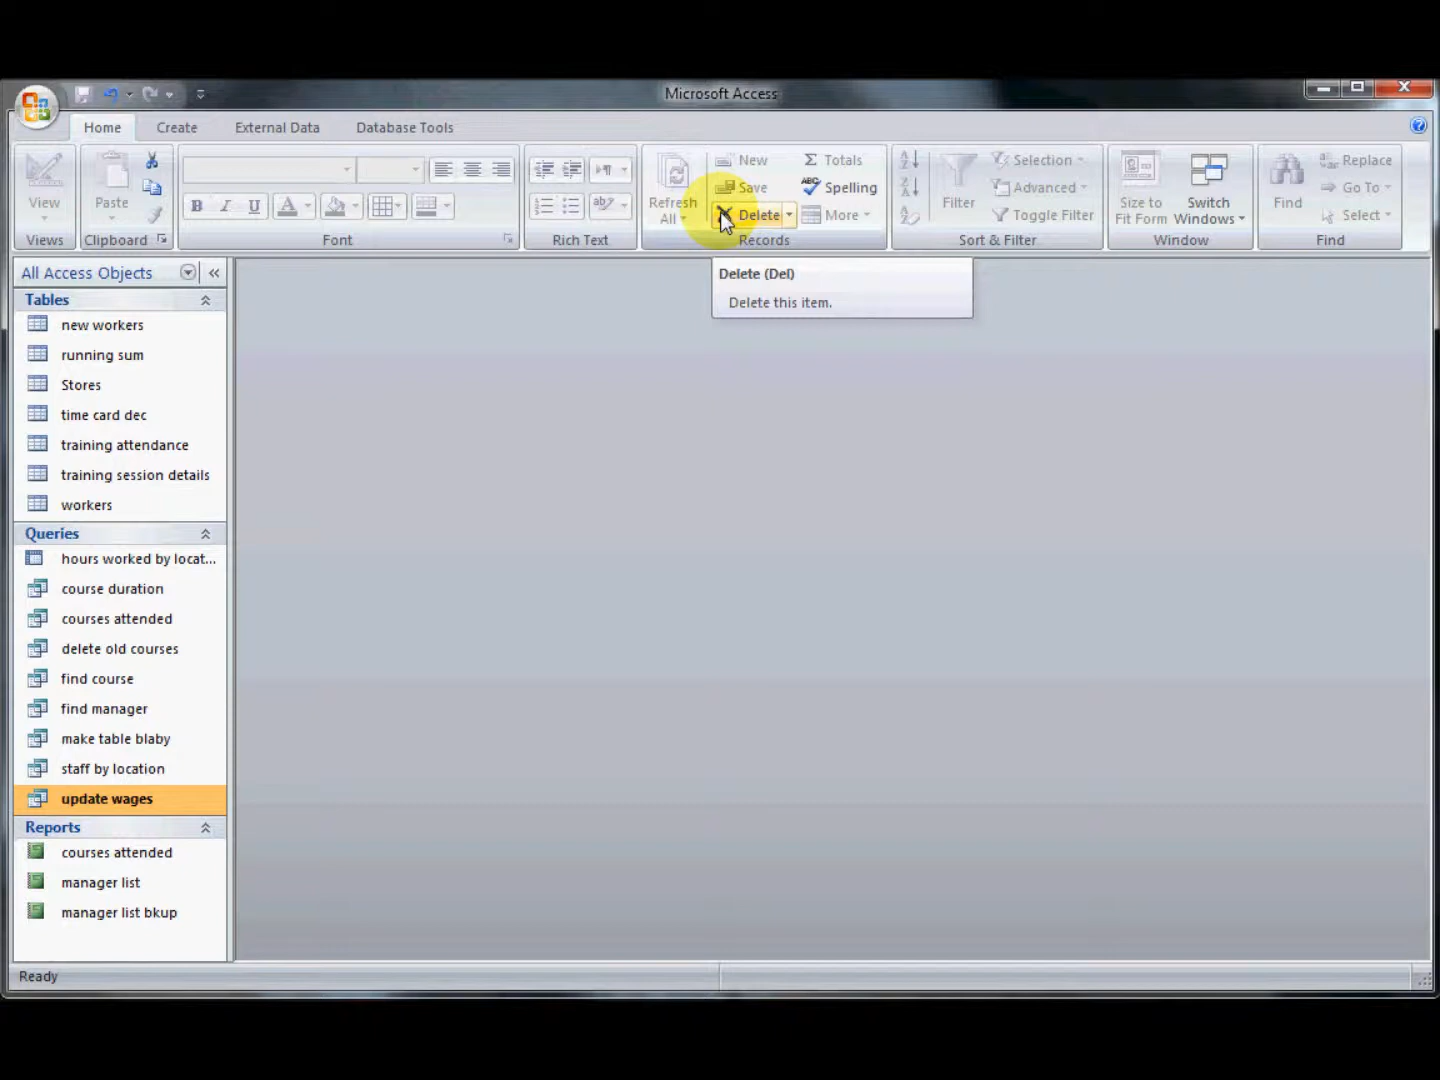 Microsoft Access
Home Create External Data Database Tools
View
Views
Paste
Clipboard
B I U A
Font
Rich Text
Refresh All
New
Save
Delete
Totals
ABC Spelling
More
Records
Filter
Selection
Advanced
Toggle Filter
Sort & Filter
Size to Fit Form
Switch Windows
Window
Find
Replace
Go To
Select
Find
Delete (Del)
Delete this item.
All Access Objects
Tables
new workers
running sum
Stores
time card dec
training attendance
training session details
workers
Queries
hours worked by locat...
course duration
courses attended
delete old courses
find course
find manager
make table blaby
staff by location
update wages
Reports
courses attended
manager list
manager list bkup
Ready